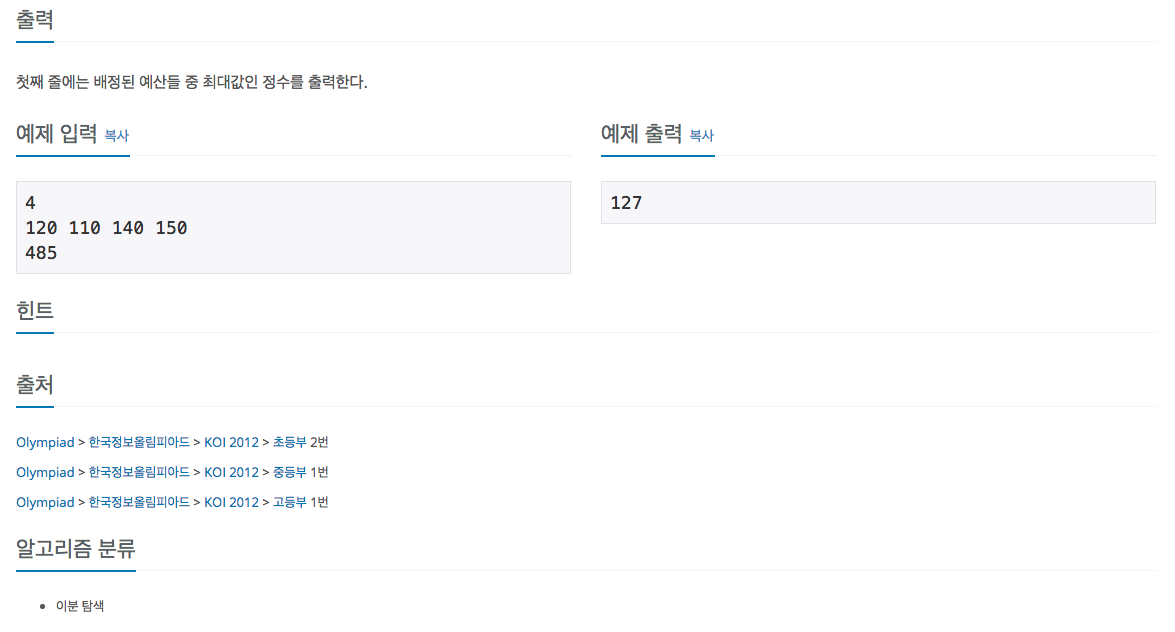 출력
첫째 줄에는 배정된 예산들 중 최대값인 정수를 출력한다.
예제 입력 복사
4
120 110 140 150
485
예제 출력 복사
127
힌트
출처
Olympiad > 한국정보올림피아드 > KOI 2012 > 초등부 2번
Olympiad > 한국정보올림피아드 > KOI 2012 > 중등부 1번
Olympiad > 한국정보올림피아드 > KOI 2012 > 고등부 1번
알고리즘 분류
• 이분 탐색